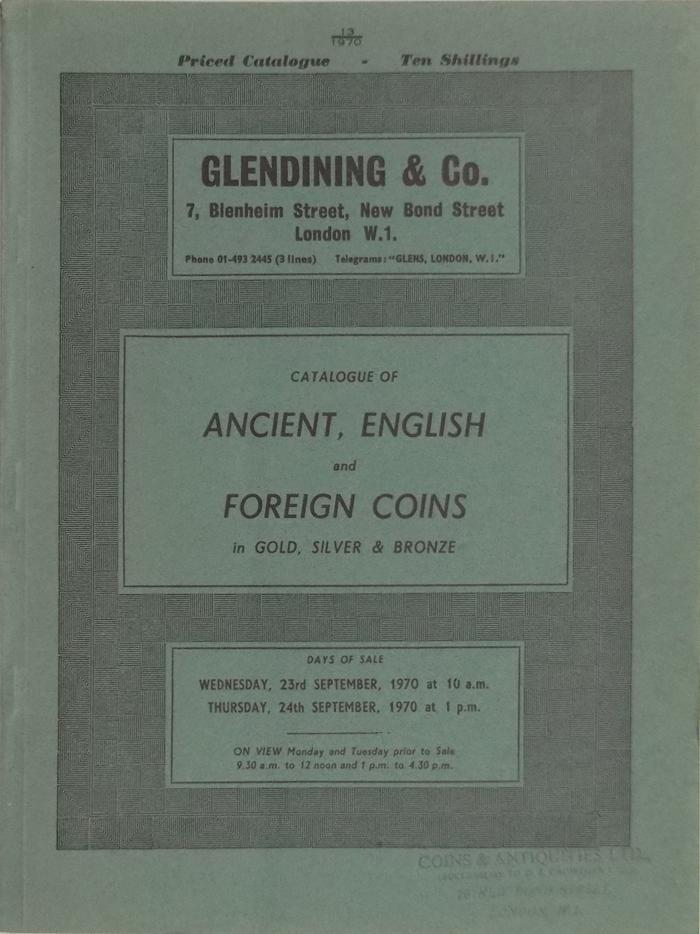 13
1970
Priced Catalogue - Ten Shillings
GLENDINING & Co.
7, Blenheim Street, New Bond Street
London W.1.
Phone 01-493 2445 (3 lines) Telegrams: "GLENS, LONDON, W.1."
CATALOGUE OF
ANCIENT, ENGLISH
and
FOREIGN COINS
in GOLD, SILVER & BRONZE
DAYS OF SALE
WEDNESDAY, 23rd SEPTEMBER, 1970 at 10 a.m.
THURSDAY, 24th SEPTEMBER, 1970 at 1 p.m.
ON VIEW Monday and Tuesday prior to Sale
9.30 a.m. to 12 noon and 1 p.m. to 4.30 p.m.
COINS & ANTIQUITIES LTD.
STREET
LONDON W.1.